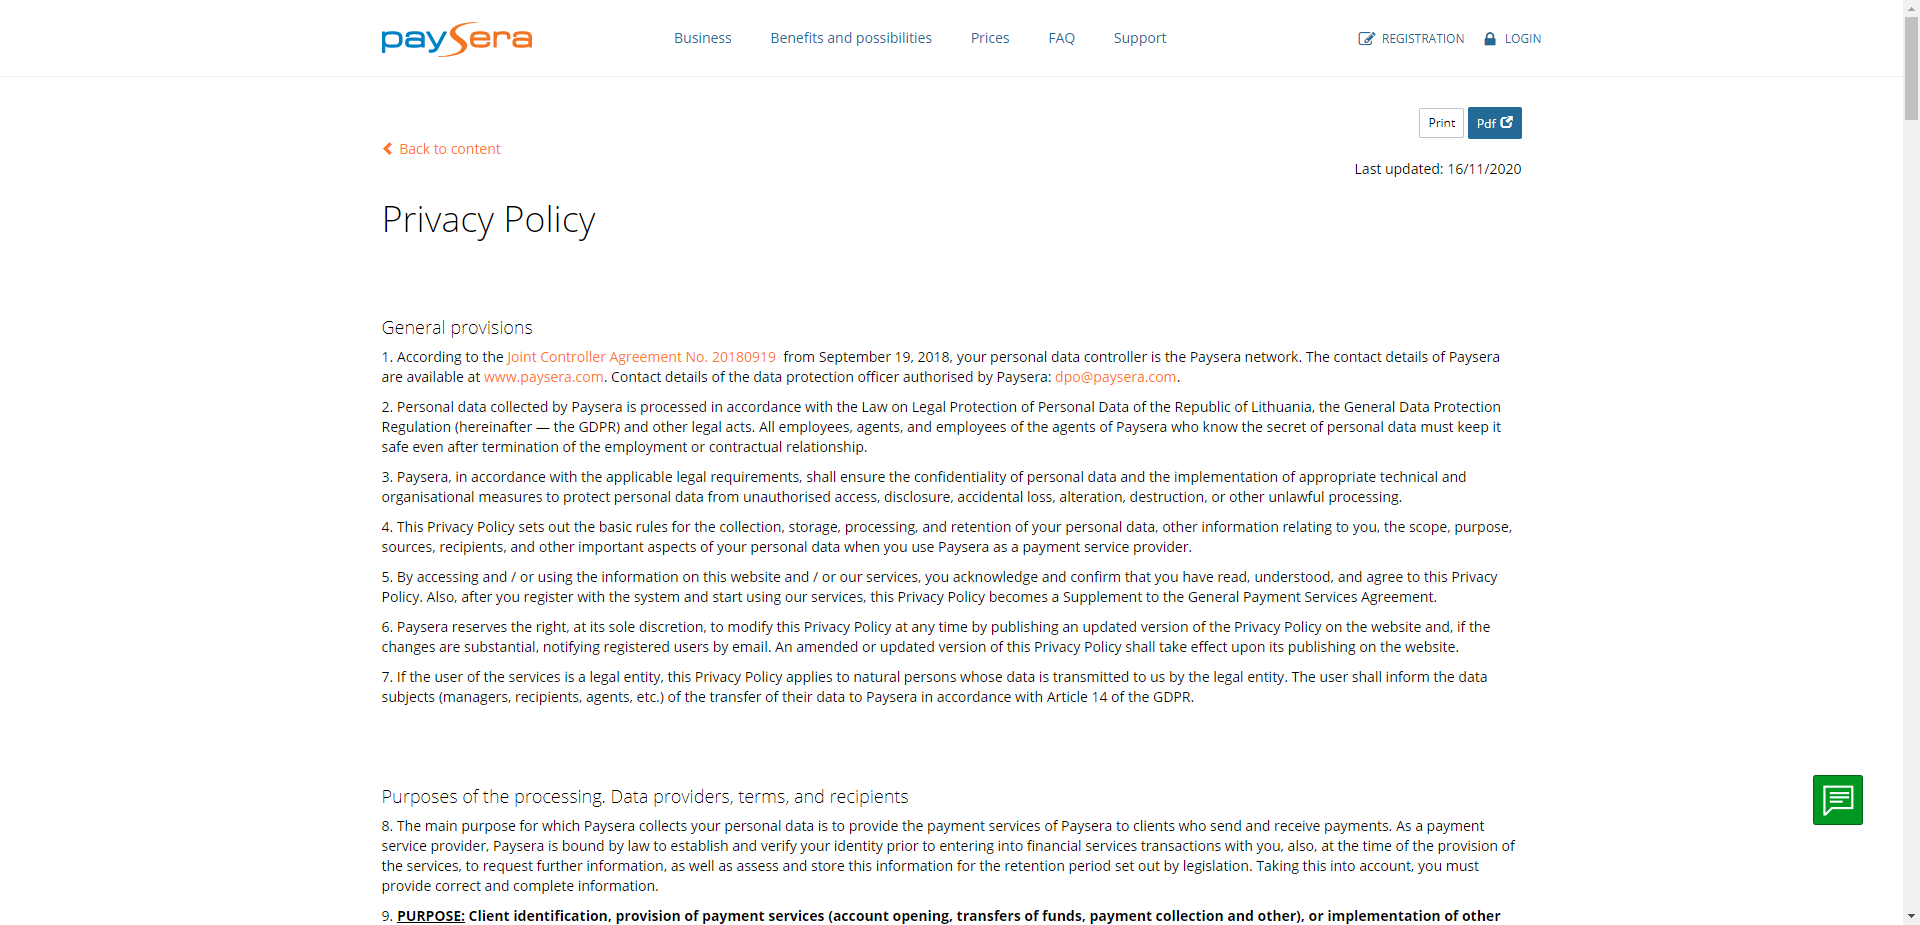 paysera
Business
Benefits and possibilities
Prices
FAQ
Support
REGISTRATION
LOGIN
Print
Pdf
Back to content
Last updated: 16/11/2020
Privacy Policy
General provisions
1. According to the Joint Controller Agreement No. 20180919 from September 19, 2018, your personal data controller is the Paysera network. The contact details of Paysera
are available at www.paysera.com. Contact details of the data protection officer authorised by Paysera: dpo@paysera.com.
2. Personal data collected by Paysera is processed in accordance with the Law on Legal Protection of Personal Data of the Republic of Lithuania, the General Data Protection
Regulation (hereinafter — the GDPR) and other legal acts. All employees, agents, and employees of the agents of Paysera who know the secret of personal data must keep it
safe even after termination of the employment or contractual relationship.
3. Paysera, in accordance with the applicable legal requirements, shall ensure the confidentiality of personal data and the implementation of appropriate technical and
organisational measures to protect personal data from unauthorised access, disclosure, accidental loss, alteration, destruction, or other unlawful processing.
4. This Privacy Policy sets out the basic rules for the collection, storage, processing, and retention of your personal data, other information relating to you, the scope, purpose,
sources, recipients, and other important aspects of your personal data when you use Paysera as a payment service provider.
5. By accessing and / or using the information on this website and / or our services, you acknowledge and confirm that you have read, understood, and agree to this Privacy
Policy. Also, after you register with the system and start using our services, this Privacy Policy becomes a Supplement to the General Payment Services Agreement.
6. Paysera reserves the right, at its sole discretion, to modify this Privacy Policy at any time by publishing an updated version of the Privacy Policy on the website and, if the
changes are substantial, notifying registered users by email. An amended or updated version of this Privacy Policy shall take effect upon its publishing on the website.
7. If the user of the services is a legal entity, this Privacy Policy applies to natural persons whose data is transmitted to us by the legal entity. The user shall inform the data
subjects (managers, recipients, agents, etc.) of the transfer of their data to Paysera in accordance with Article 14 of the GDPR.
Purposes of the processing. Data providers, terms, and recipients
8. The main purpose for which Paysera collects your personal data is to provide the payment services of Paysera to clients who send and receive payments. As a payment
service provider, Paysera is bound by law to establish and verify your identity prior to entering into financial services transactions with you, also, at the time of the provision of
the services, to request further information, as well as assess and store this information for the retention period set out by legislation. Taking this into account, you must
provide correct and complete information.
9. PURPOSE: Client identification, provision of payment services (account opening, transfers of funds, payment collection and other), or implementation of other